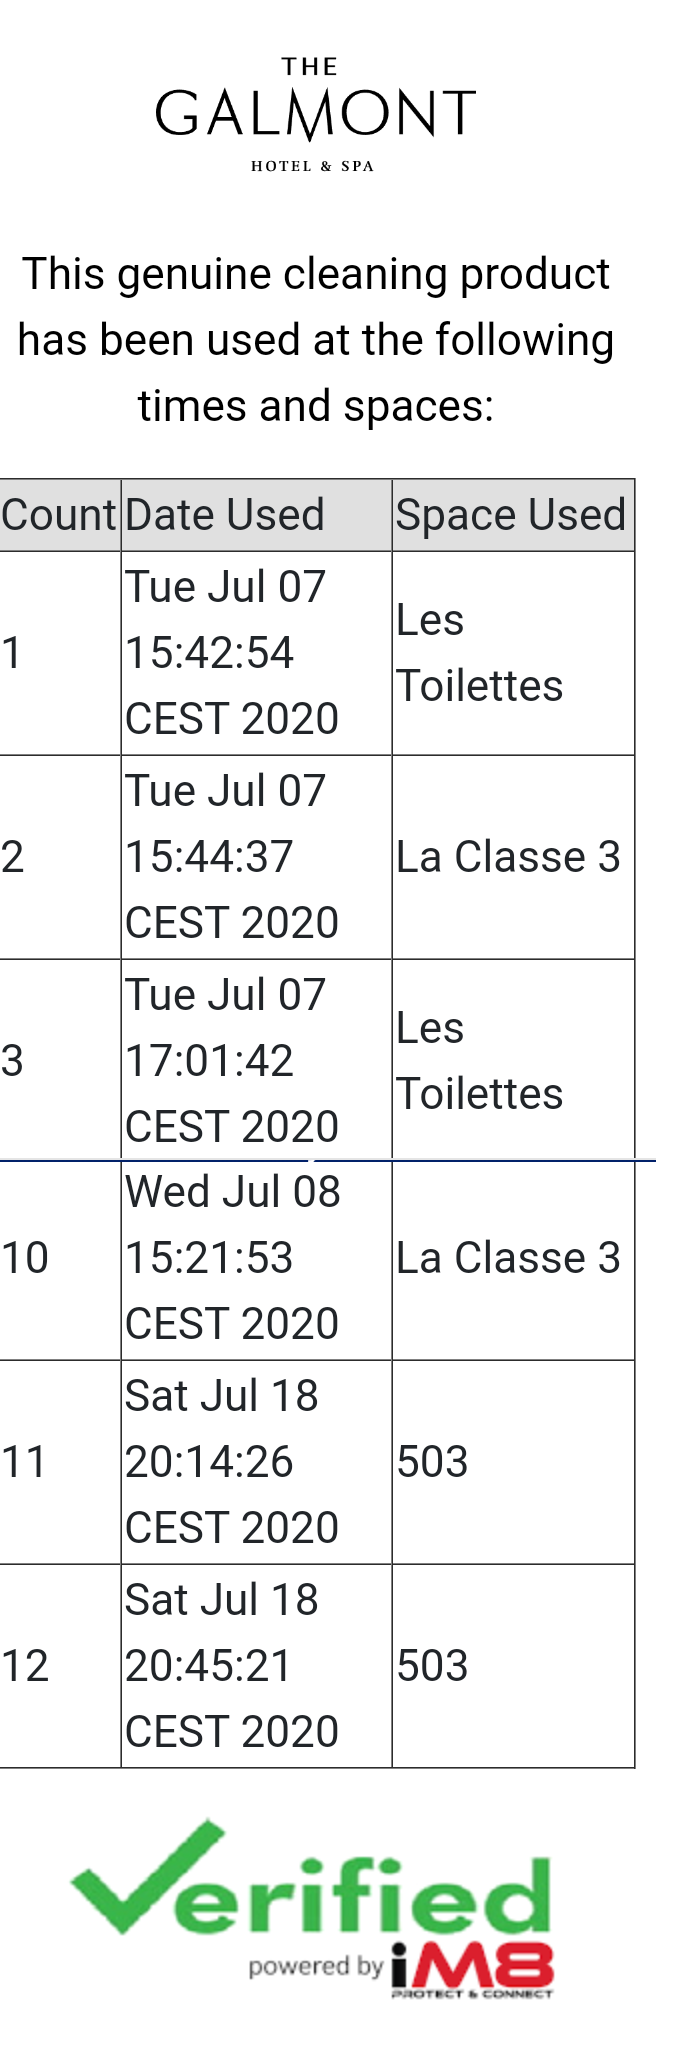 THE
GALMONT
HOTEL & SPA
This genuine cleaning product
has been used at the following
times and spaces:
Count Date Used Space Used
1
Tue Jul 07
15:42:54
CEST 2020
Les
Toilettes
2
Tue Jul 07
15:44:37
CEST 2020
La Classe 3
3
Tue Jul 07
17:01:42
CEST 2020
Les
Toilettes
10
Wed Jul 08
15:21:53
CEST 2020
La Classe 3
11
Sat Jul 18
20:14:26
CEST 2020
503
12
Sat Jul 18
20:45:21
CEST 2020
503
Verified
powered by iM8
PROTECT & CONNECT